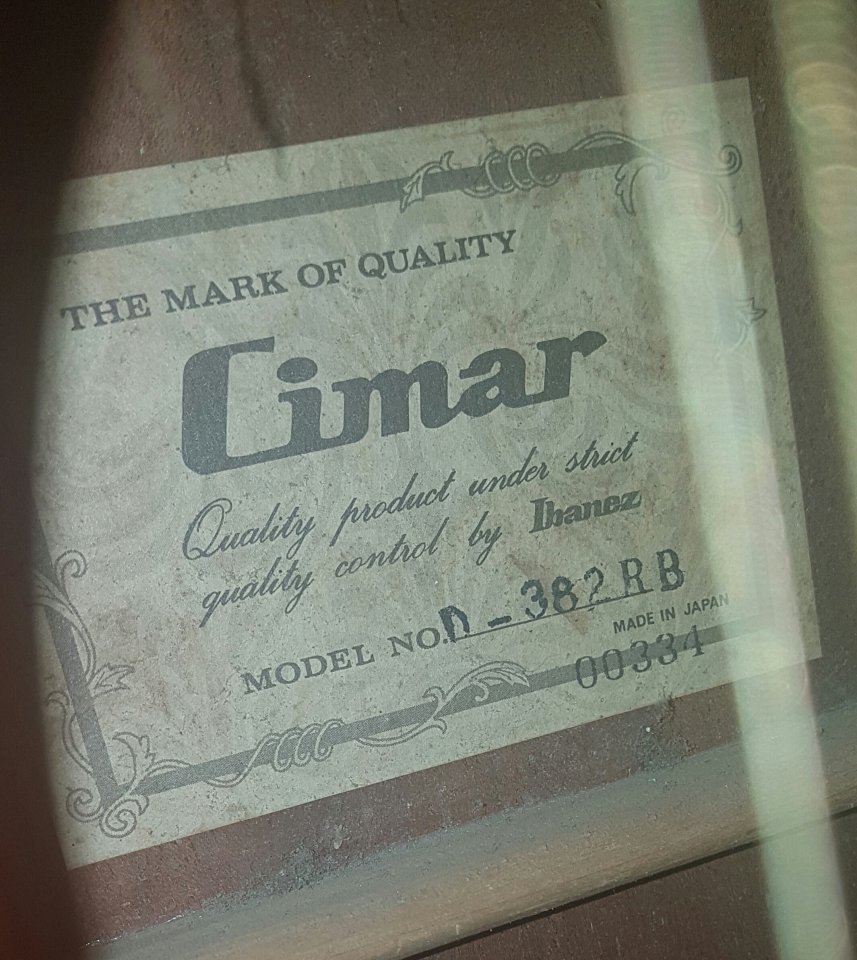 THE MARK OF QUALITY
Cimar
Quality product under strict
quality control by Ibanez
MODEL NO. D-382RB
MADE IN JAPAN
00334